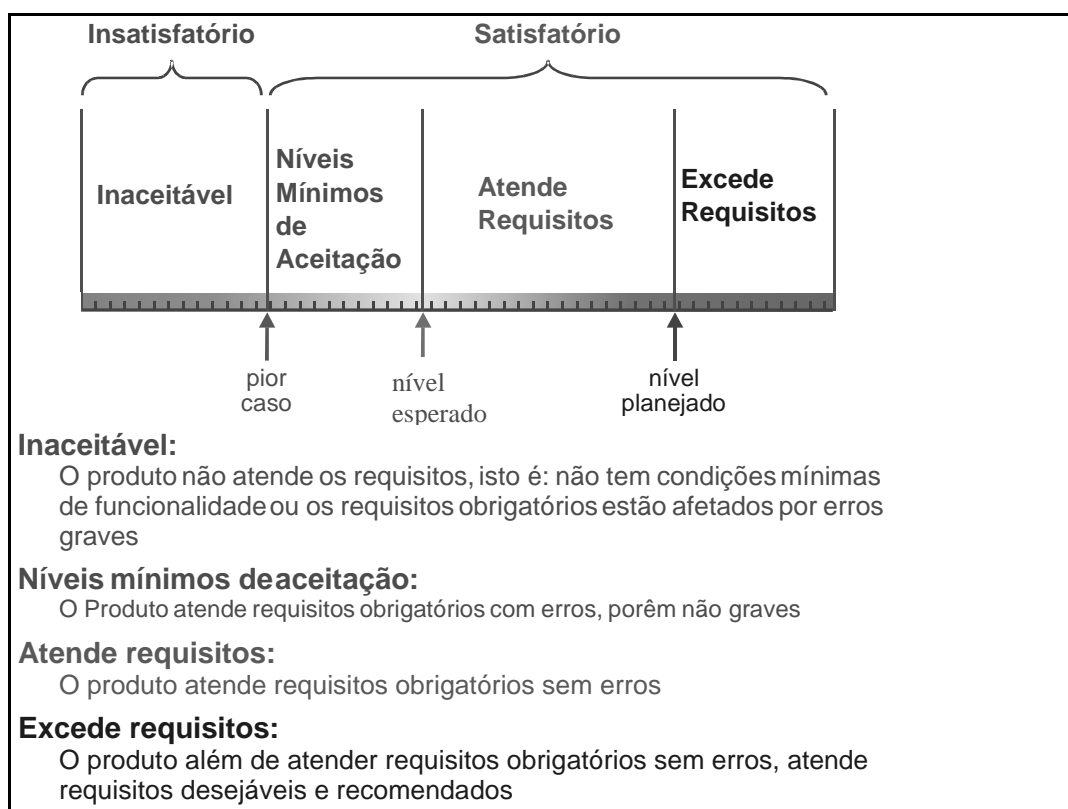 Insatisfatório Satisfatório
Níveis
Mínimos
de
Aceitação
Inaceitável
Atende
Requisitos
Excede
Requisitos
pior
caso
nível
esperado
nível
planejado
Inaceitável:
O produto não atende os requisitos, isto é: não tem condições mínimas
de funcionalidade ou os requisitos obrigatórios estão afetados por erros
graves
Níveis mínimos deaceitação:
O Produto atende requisitos obrigatórios com erros, porêm não graves
Atende requisitos:
O produto atende requisitos obrigatórios sem erros
Excede requisitos:
O produto além de atender requisitos obrigatórios sem erros, atende
requisitos desejáveis e recomendados